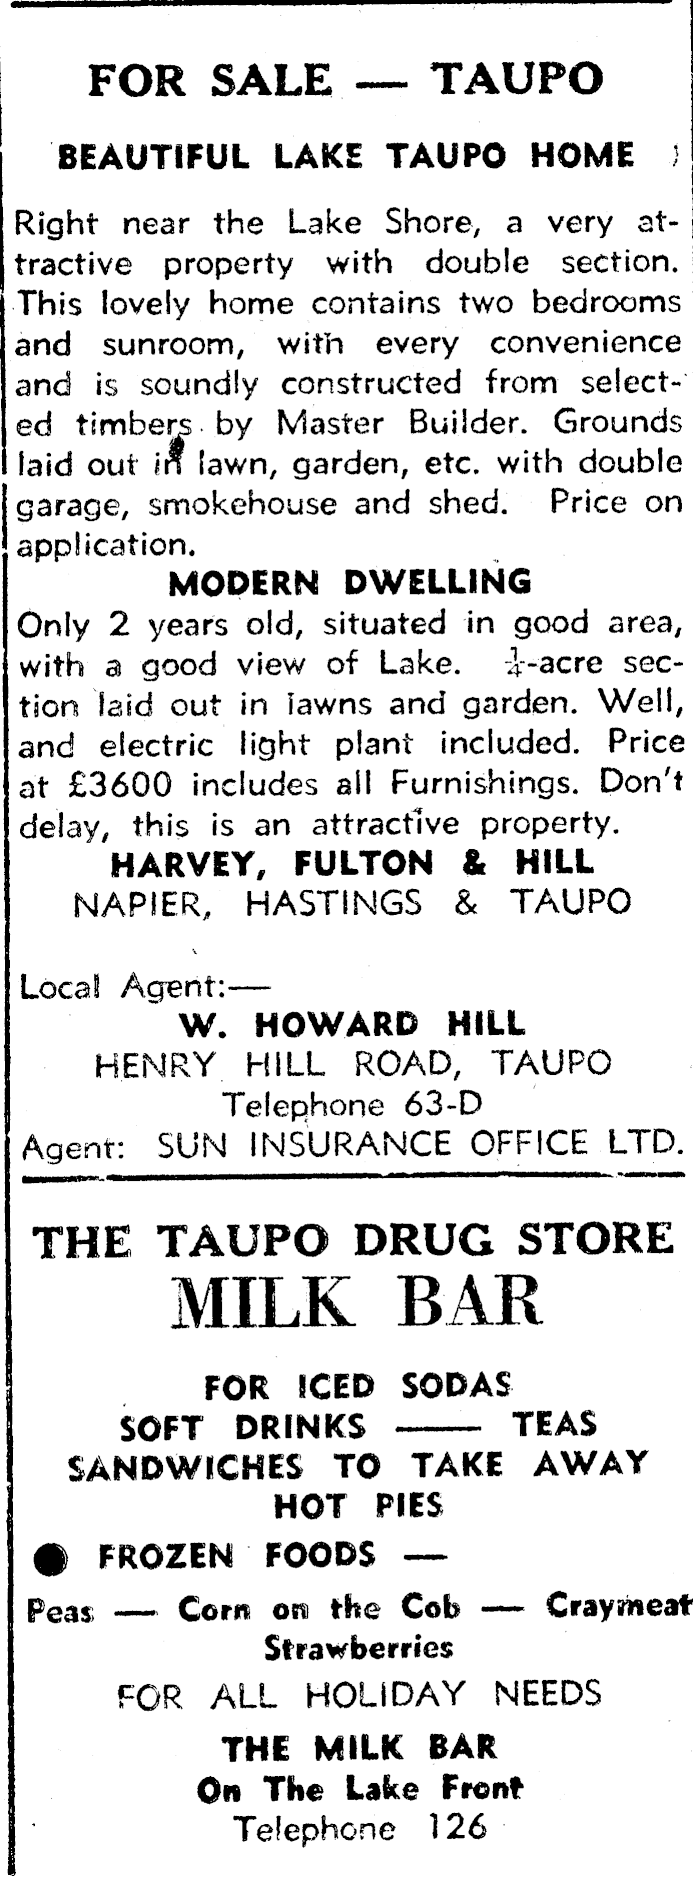 FOR SALE — TAUPO
BEAUTIFUL LAKE TAUPO HOME
Right near the Lake Shore, a very at-
tractive property with double section.
This lovely home contains two bedrooms
and sunroom, with every convenience
and is soundly constructed from select-
ed timbers by Master Builder. Grounds
laid out in lawn, garden, etc. with double
garage, smokehouse and shed. Price on
application.
MODERN DWELLING
Only 2 years old, situated in good area,
with a good view of Lake. ¼-acre sec-
tion laid out in lawns and garden. Well,
and electric light plant included. Price
at £3600 includes all Furnishings. Don't
delay, this is an attractive property.
HARVEY, FULTON & HILL
NAPIER, HASTINGS & TAUPO
Local Agent:—
W. HOWARD HILL
HENRY HILL ROAD, TAUPO
Telephone 63-D
Agent: SUN INSURANCE OFFICE LTD.
THE TAUPO DRUG STORE
MILK BAR
FOR ICED SODAS
SOFT DRINKS —— TEAS
SANDWICHES TO TAKE AWAY
HOT PIES
● FROZEN FOODS —
Peas — Corn on the Cob — Craymeat
Strawberries
FOR ALL HOLIDAY NEEDS
THE MILK BAR
On The Lake Front
Telephone 126